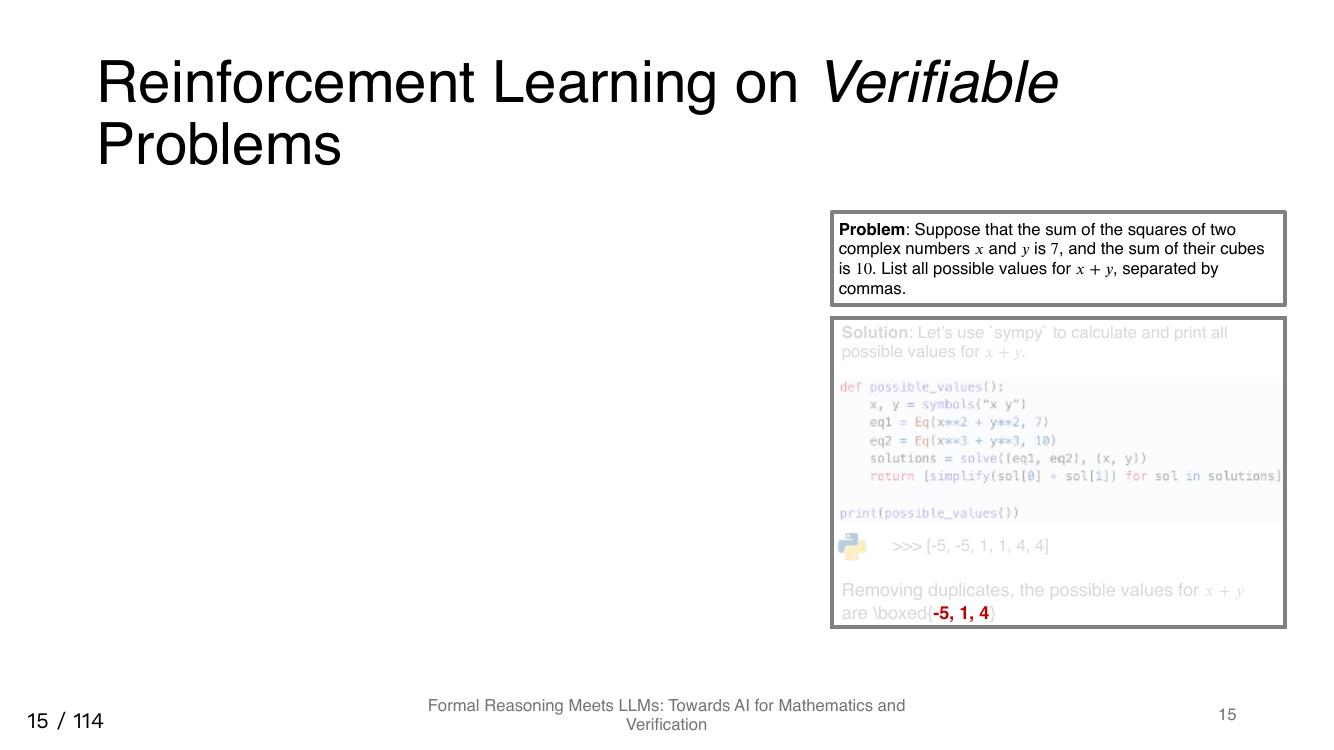 Reinforcement Learning on Verifiable
Problems
Problem: Suppose that the sum of the squares of two
complex numbers x and y is 7, and the sum of their cubes
is 10. List all possible values for x + y, separated by
commas.
Solution: Let's use `sympy` to calculate and print all
possible values for x + y.
def possible_values():
    x, y = symbols(“x y”)
    eq1 = Eq(x**2 + y**2, 7)
    eq2 = Eq(x**3 + y**3, 10)
    solutions = solve((eq1, eq2), (x, y))
    return [simplify(sol[0] + sol[1]) for sol in solutions]
print(possible_values())
>>> [-5, -5, 1, 1, 4, 4]
Removing duplicates, the possible values for x + y
are \boxed{-5, 1, 4}
15 / 114
Formal Reasoning Meets LLMs: Towards AI for Mathematics and
Verification
15